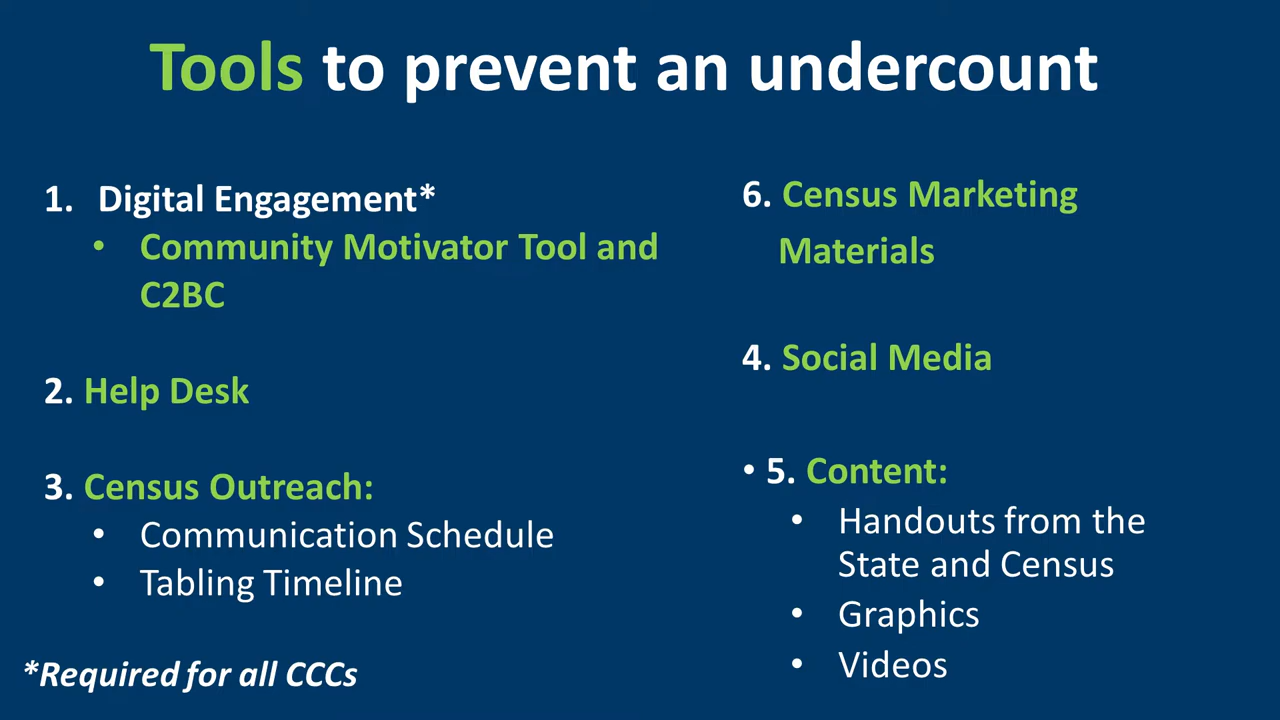 Tools to prevent an undercount
1. Digital Engagement*
• Community Motivator Tool and
C2BC
2. Help Desk
3. Census Outreach:
• Communication Schedule
• Tabling Timeline
*Required for all CCCs
6. Census Marketing
Materials
4. Social Media
• 5. Content:
• Handouts from the
State and Census
• Graphics
• Videos